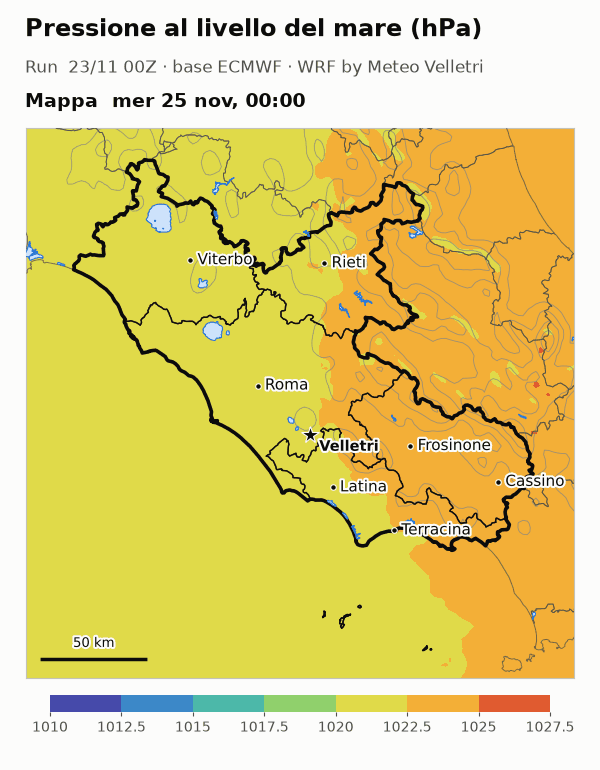 Pressione al livello del mare (hPa)
Run  23/11 00Z · base ECMWF · WRF by Meteo Velletri
Mappa  mer 25 nov, 00:00
Viterbo
Rieti
Roma
Velletri
Frosinone
Latina
Cassino
Terracina
50 km
1010 1012.5 1015 1017.5 1020 1022.5 1025 1027.5